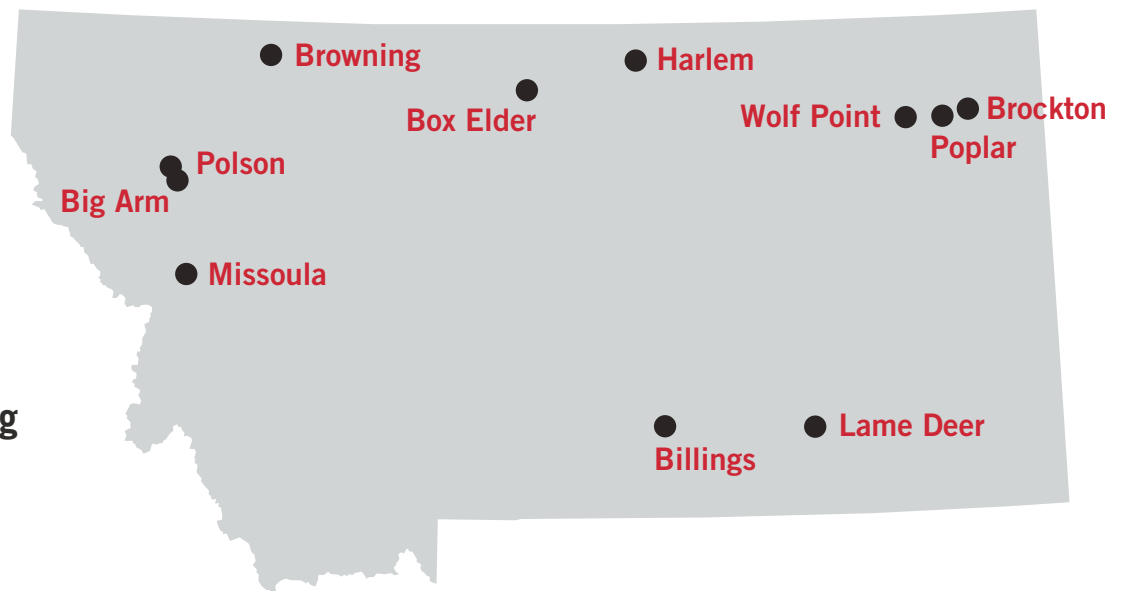 Browning
Harlem
Box Elder
Wolf Point
Brockton
Poplar
Polson
Big Arm
Missoula
g
Billings
Lame Deer